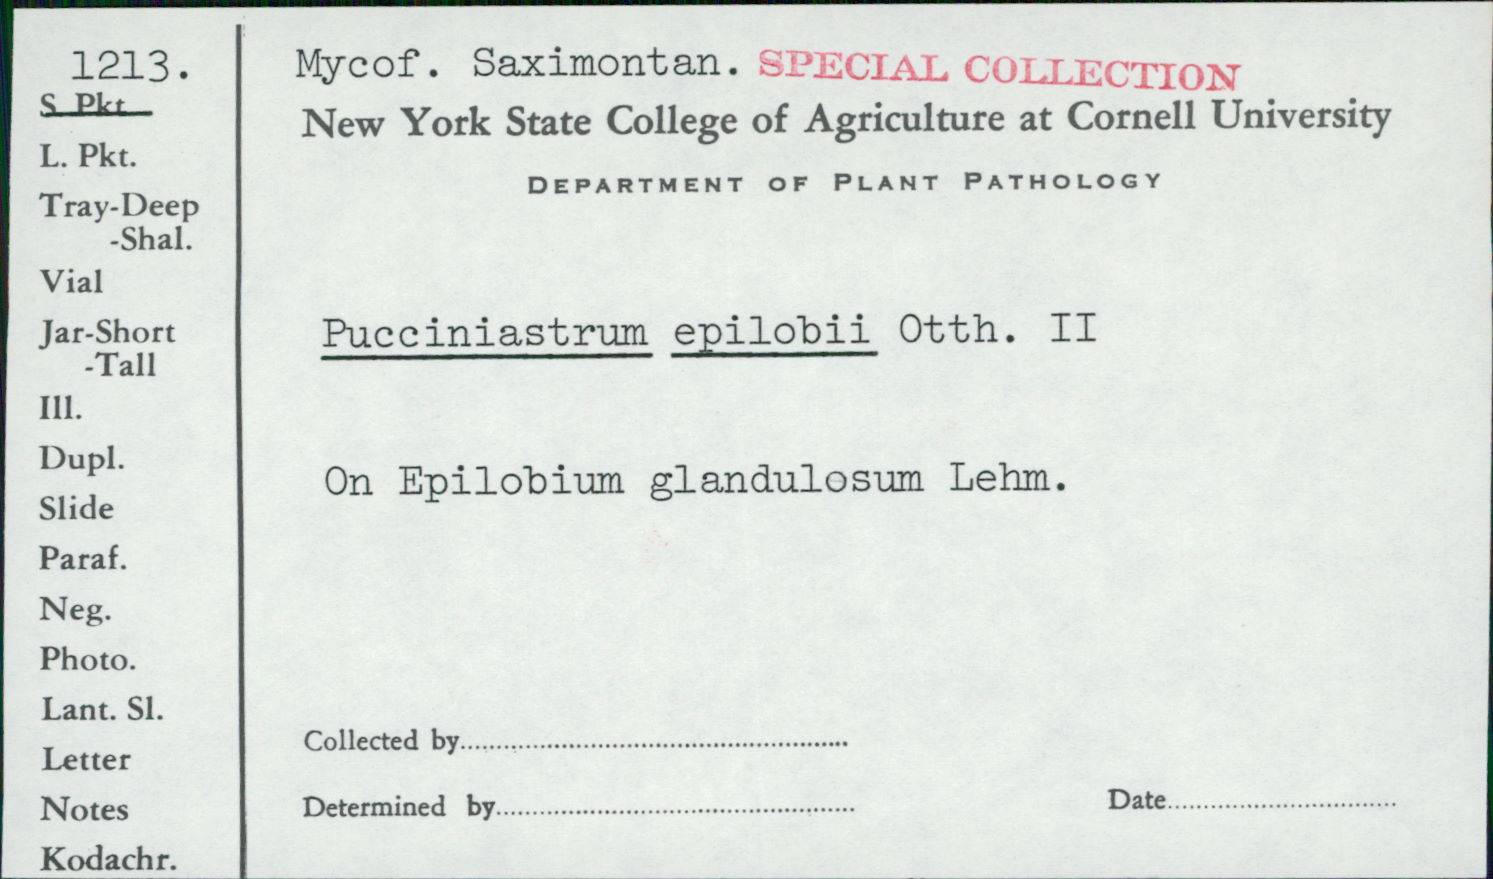 1213.
S. Pkt.
L. Pkt.
Tray-Deep
-Shal.
Vial
Jar-Short
-Tall
Ill.
Dupl.
Slide
Paraf.
Neg.
Photo.
Lant. Sl.
Letter
Notes
Kodachr.
Mycof. Saximontan. SPECIAL COLLECTION
New York State College of Agriculture at Cornell University
DEPARTMENT OF PLANT PATHOLOGY
Pucciniastrum epilobii Otth. II
On Epilobium glandulosum Lehm.
Collected by
Determined by
Date